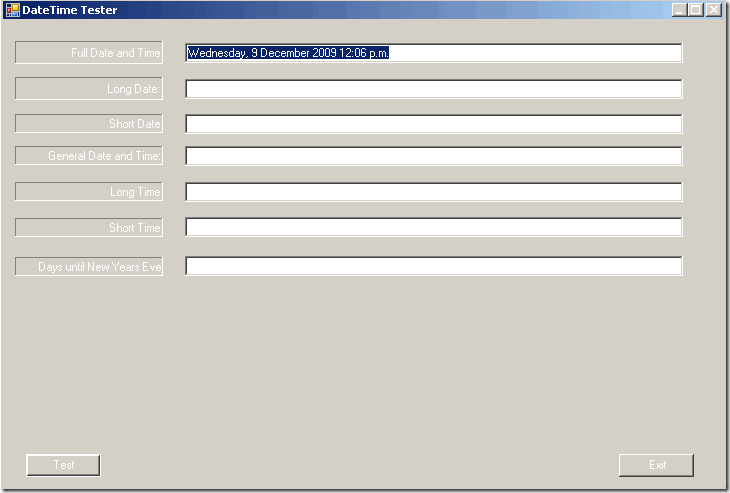 DateTime Tester
Full Date and Time
Wednesday, 9 December 2009 12:06 p.m.
Long Date:
Short Date
General Date and Time:
Long Time
Short Time
Days until New Years Eve
Test
Exit